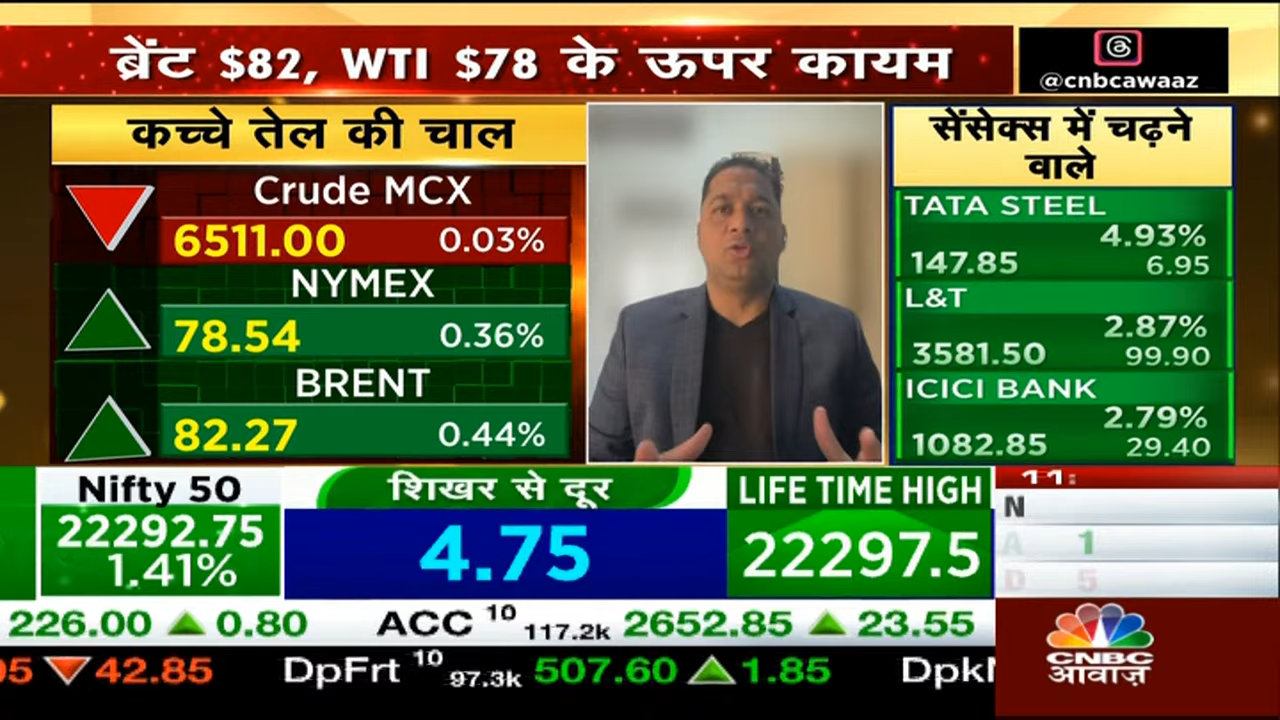 ब्रेंट $82, WTI $78 के ऊपर कायम
@cnbcawaaz
कच्चे तेल की चाल
Crude MCX
6511.00 0.03%
NYMEX
78.54 0.36%
BRENT
82.27 0.44%
सेंसेक्स में चढ़ने
वाले
TATA STEEL
4.93%
147.85 6.95
L&T
2.87%
3581.50 99.90
ICICI BANK
2.79%
1082.85 29.40
Nifty 50
22292.75
1.41%
शिखर से दूर
4.75
LIFE TIME HIGH
22297.5
11:
N
A 1
D 5
226.00 0.80 ACC 10 117.2k 2652.85 23.55
05 42.85 DpFrt 10 97.3k 507.60 1.85
CNBC
आवाज़